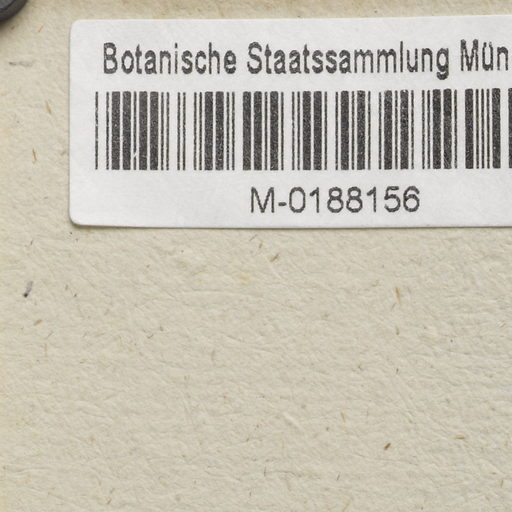 Botanische Staatssammlung Mün
M-0188156